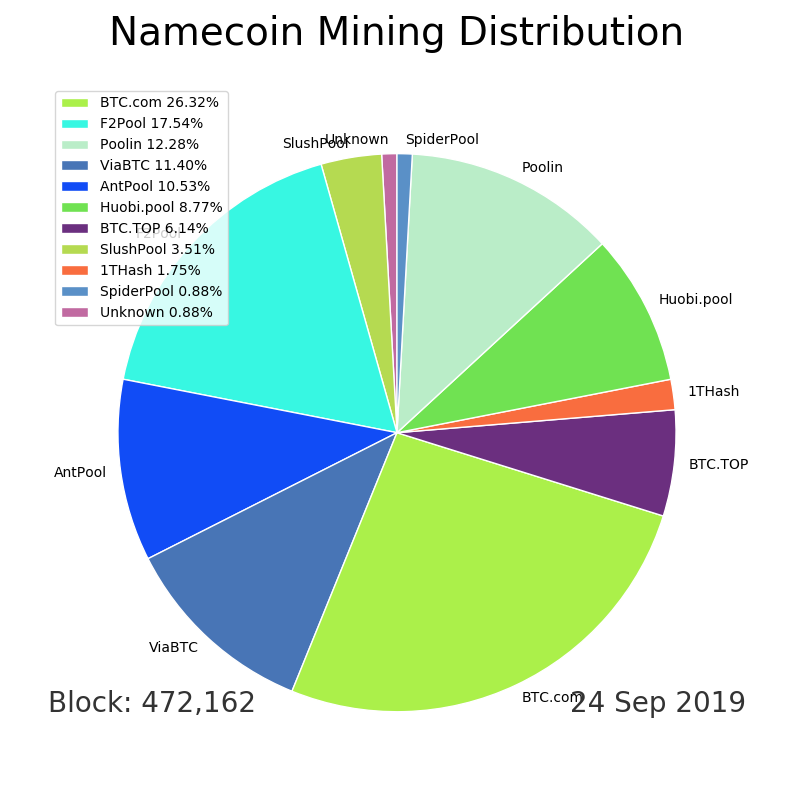 Namecoin Mining Distribution
BTC.com 26.32%
F2Pool 17.54%
Poolin 12.28%
ViaBTC 11.40%
AntPool 10.53%
Huobi.pool 8.77%
BTC.TOP 6.14%
SlushPool 3.51%
1THash 1.75%
SpiderPool 0.88%
Unknown 0.88%
SlushPool
Unknown
SpiderPool
Poolin
F2Pool
Huobi.pool
1THash
BTC.TOP
AntPool
ViaBTC
BTC.com
Block: 472,162
24 Sep 2019